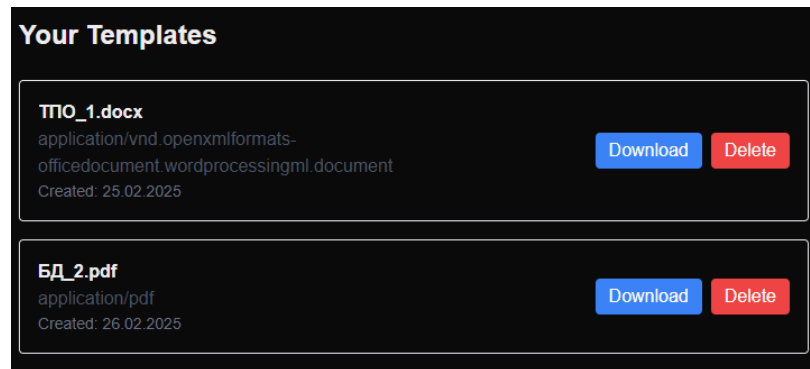 Your Templates
ТПО_1.docx
application/vnd.openxmlformats-
officedocument.wordprocessingml.document
Created: 25.02.2025
Download
Delete
БД_2.pdf
application/pdf
Created: 26.02.2025
Download
Delete